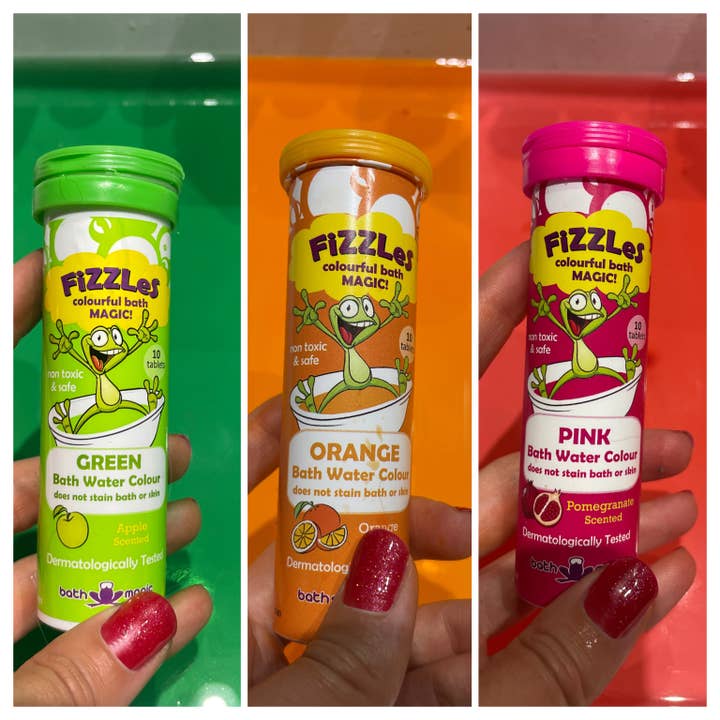 FiZZLes
colourful bath
MAGIC!
non toxic
& safe
10
tablets
GREEN
Bath Water Colour
does not stain bath or skin
Apple
Scented
Dermatologically Tested
bath magic
FiZZLes
colourful bath
MAGIC!
non toxic
& safe
10
tablets
ORANGE
Bath Water Colour
does not stain bath or skin
Orange
bath
FiZZLes
colourful bath
MAGIC!
non toxic
& safe
10
tablets
PINK
Bath Water Colour
does not stain bath or skin
Pomegranate
Scented
Dermatologically Tested
bath